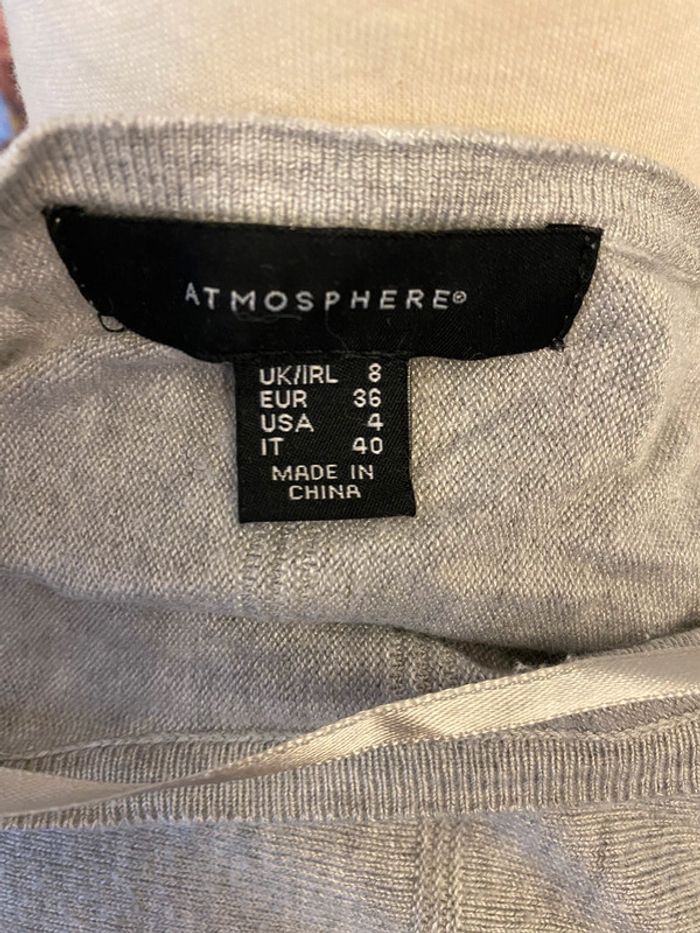 ATMOSPHERE®
UK/IRL 8
EUR 36
USA 4
IT 40
MADE IN
CHINA